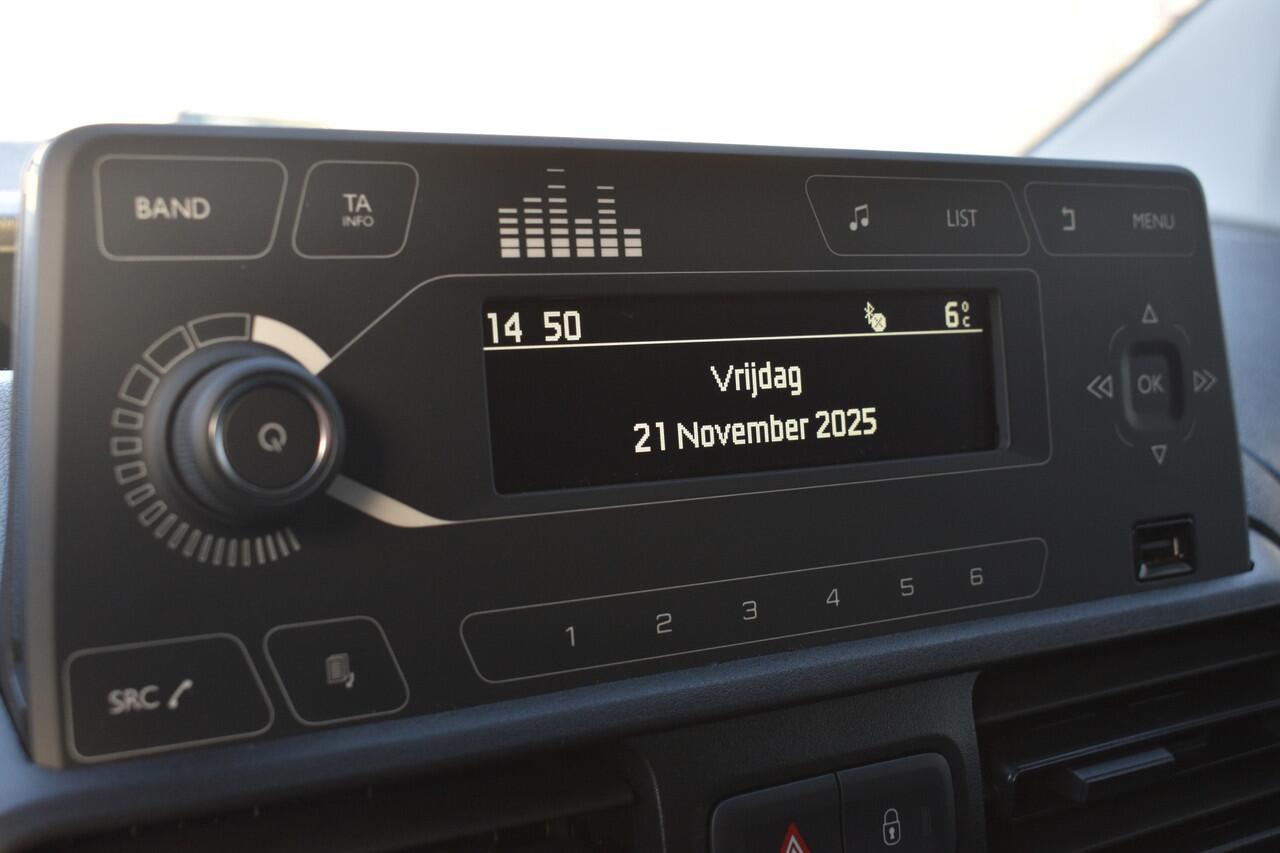 BAND
TA
INFO
LIST
MENU
14 50
6°C
Vrijdag
21 November 2025
OK
1 2 3 4 5 6
SRC